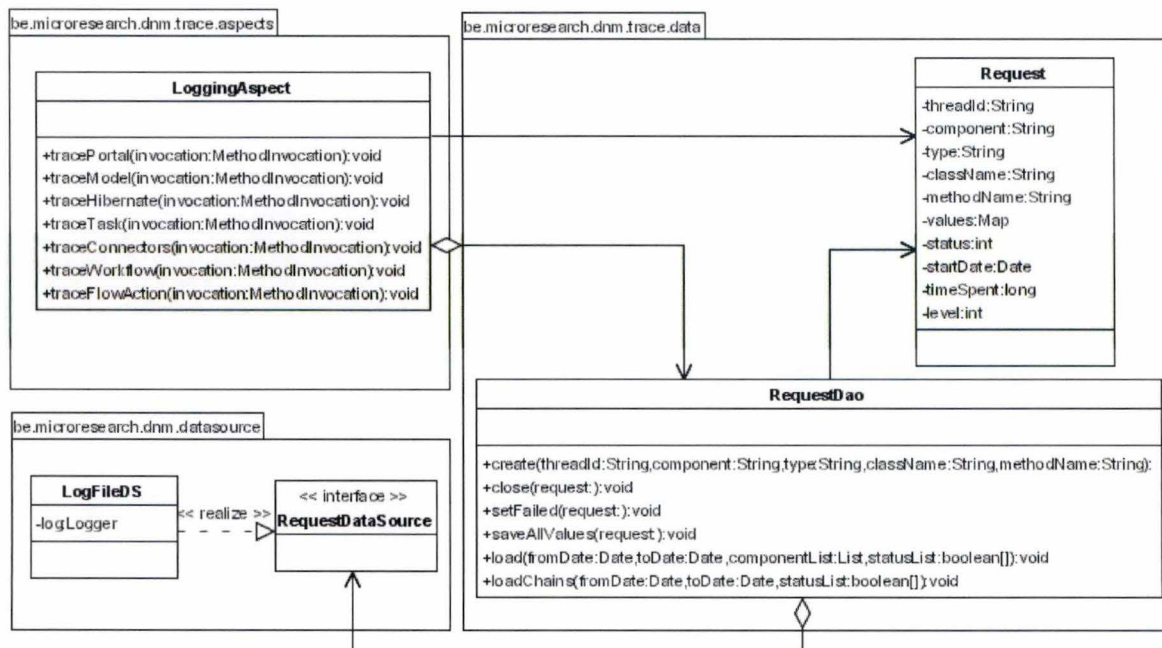 be.microresearch.dnm.trace.aspects
LoggingAspect
+tracePortal(invocation:MethodInvocation):void
+traceModel(invocation:MethodInvocation):void
+traceHibernate(invocation:MethodInvocation):void
+traceTask(invocation:MethodInvocation):void
+traceConnectors(invocation:MethodInvocation):void
+traceWorkflow(invocation:MethodInvocation):void
+traceFlowAction(invocation:MethodInvocation):void
be.microresearch.dnm.trace.data
Request
-threadId:String
-component:String
-type:String
-className:String
-methodName:String
-values:Map
-status:int
-startDate:Date
-timeSpent:long
-level:int
RequestDao
+create(threadId:String,component:String,type:String,className:String,methodName:String):
+close(request:):void
+setFailed(request:):void
+saveAllValues(request:):void
+load(fromDate:Date,toDate:Date,componentList:List,statusList:boolean[]):void
+loadChains(fromDate:Date,toDate:Date,statusList:boolean[]):void
be.microresearch.dnm.datasource
LogFileDS
-log:Logger
<< realize >>
<< interface >>
RequestDataSource